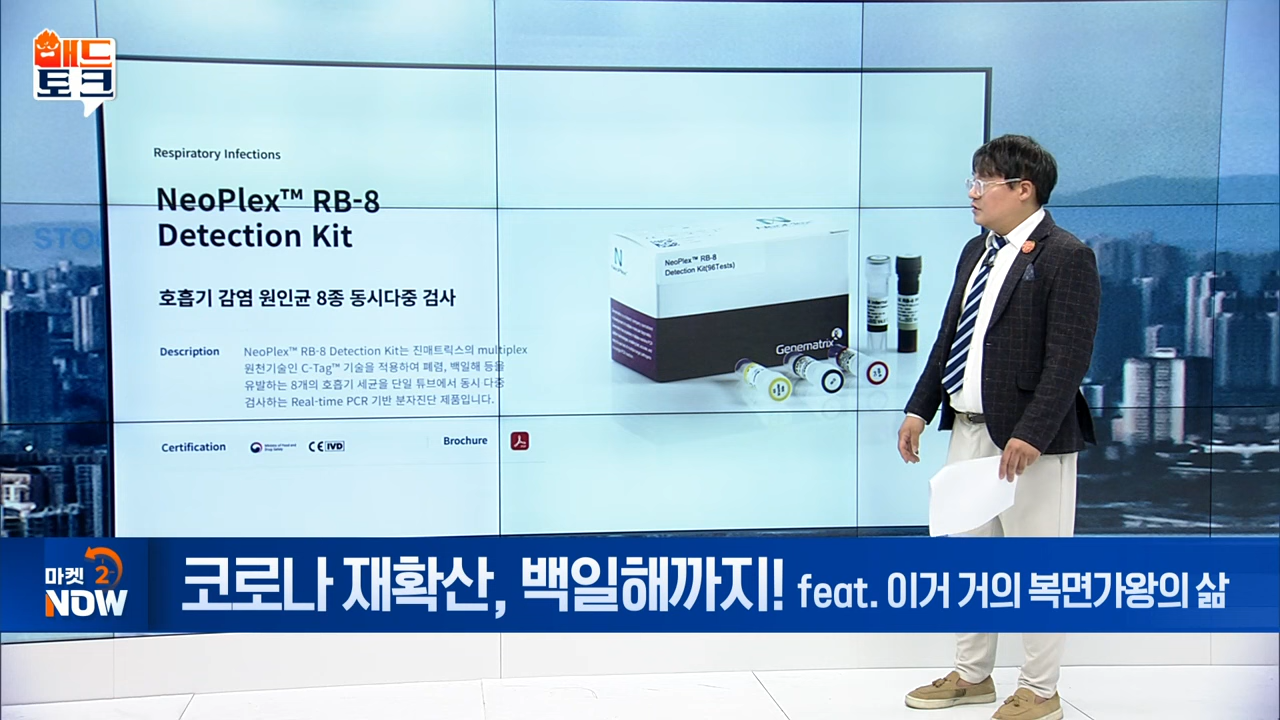 매드
토크
STO
Respiratory Infections
NeoPlex™ RB-8
Detection Kit
호흡기 감염 원인균 8종 동시다중 검사
Description
NeoPlex™ RB-8 Detection Kit는 진매트릭스의 multiplex
원천기술인 C-Tag™ 기술을 적용하여 폐렴, 백일해 등을
유발하는 8개의 호흡기 세균을 단일 튜브에서 동시 다중
검사하는 Real-time PCR 기반 분자진단 제품입니다.
Certification
CE IVD
Brochure
NeoPlex™ RB-8
Detection Kit(96Tests)
Genematrix
마켓 2
NOW
코로나 재확산, 백일해까지! feat. 이거 거의 복면가왕의 삶